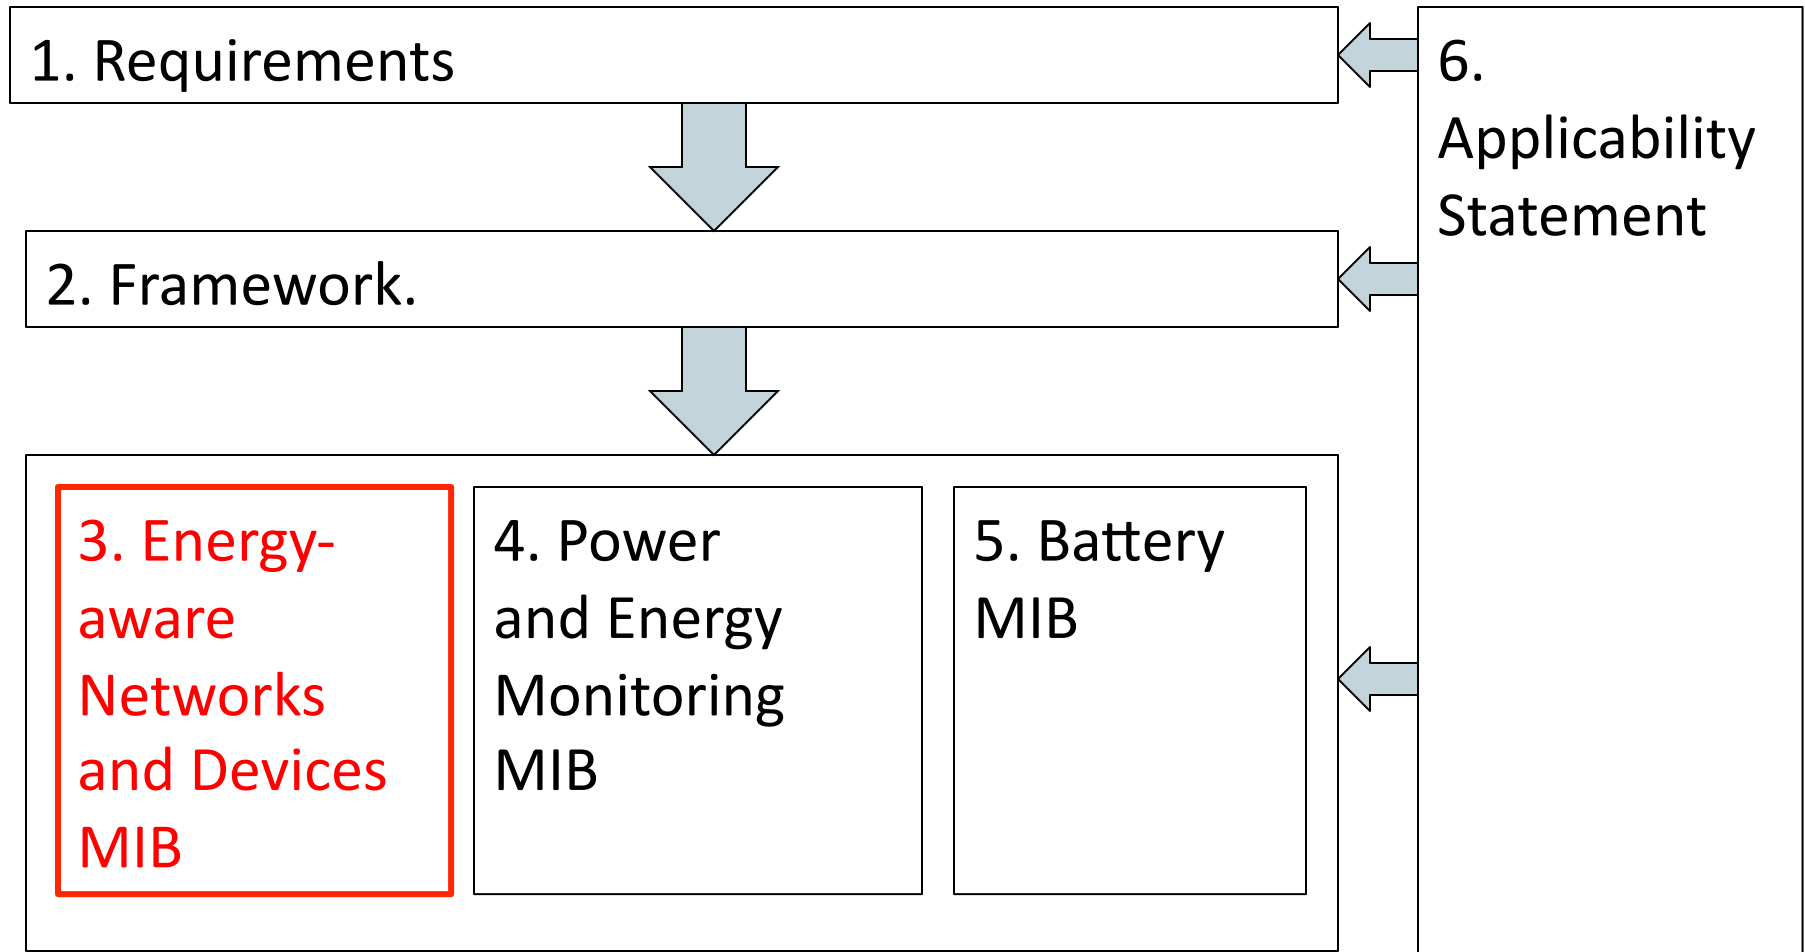 1. Requirements
6.
Applicability
Statement
2. Framework.
3. Energy-
aware
Networks
and Devices
MIB
4. Power
and Energy
Monitoring
MIB
5. Battery
MIB